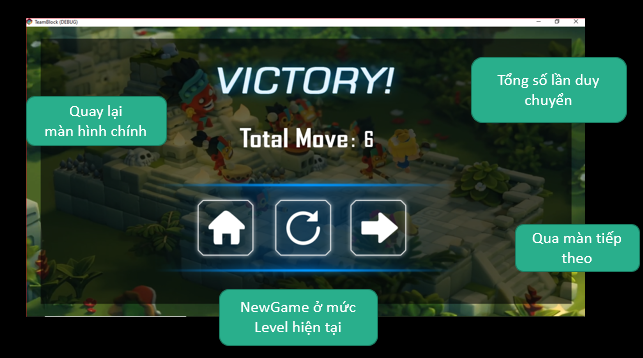 TeamBlock (DEBUG)
VICTORY!
Tổng số lần duy
chuyển
Quay lại
màn hình chính
Total Move: 6
Qua màn tiếp
theo
NewGame ở mức
Level hiện tại